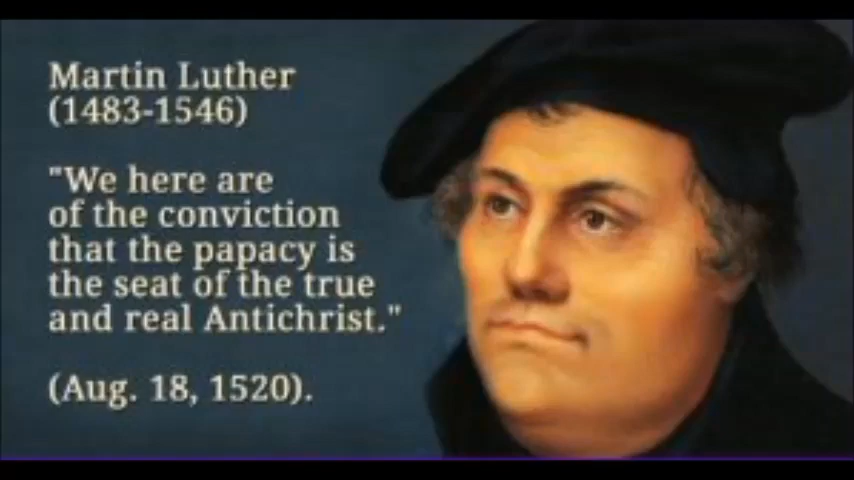 Martin Luther
(1483-1546)
"We here are
of the conviction
that the papacy is
the seat of the true
and real Antichrist."
(Aug. 18, 1520).